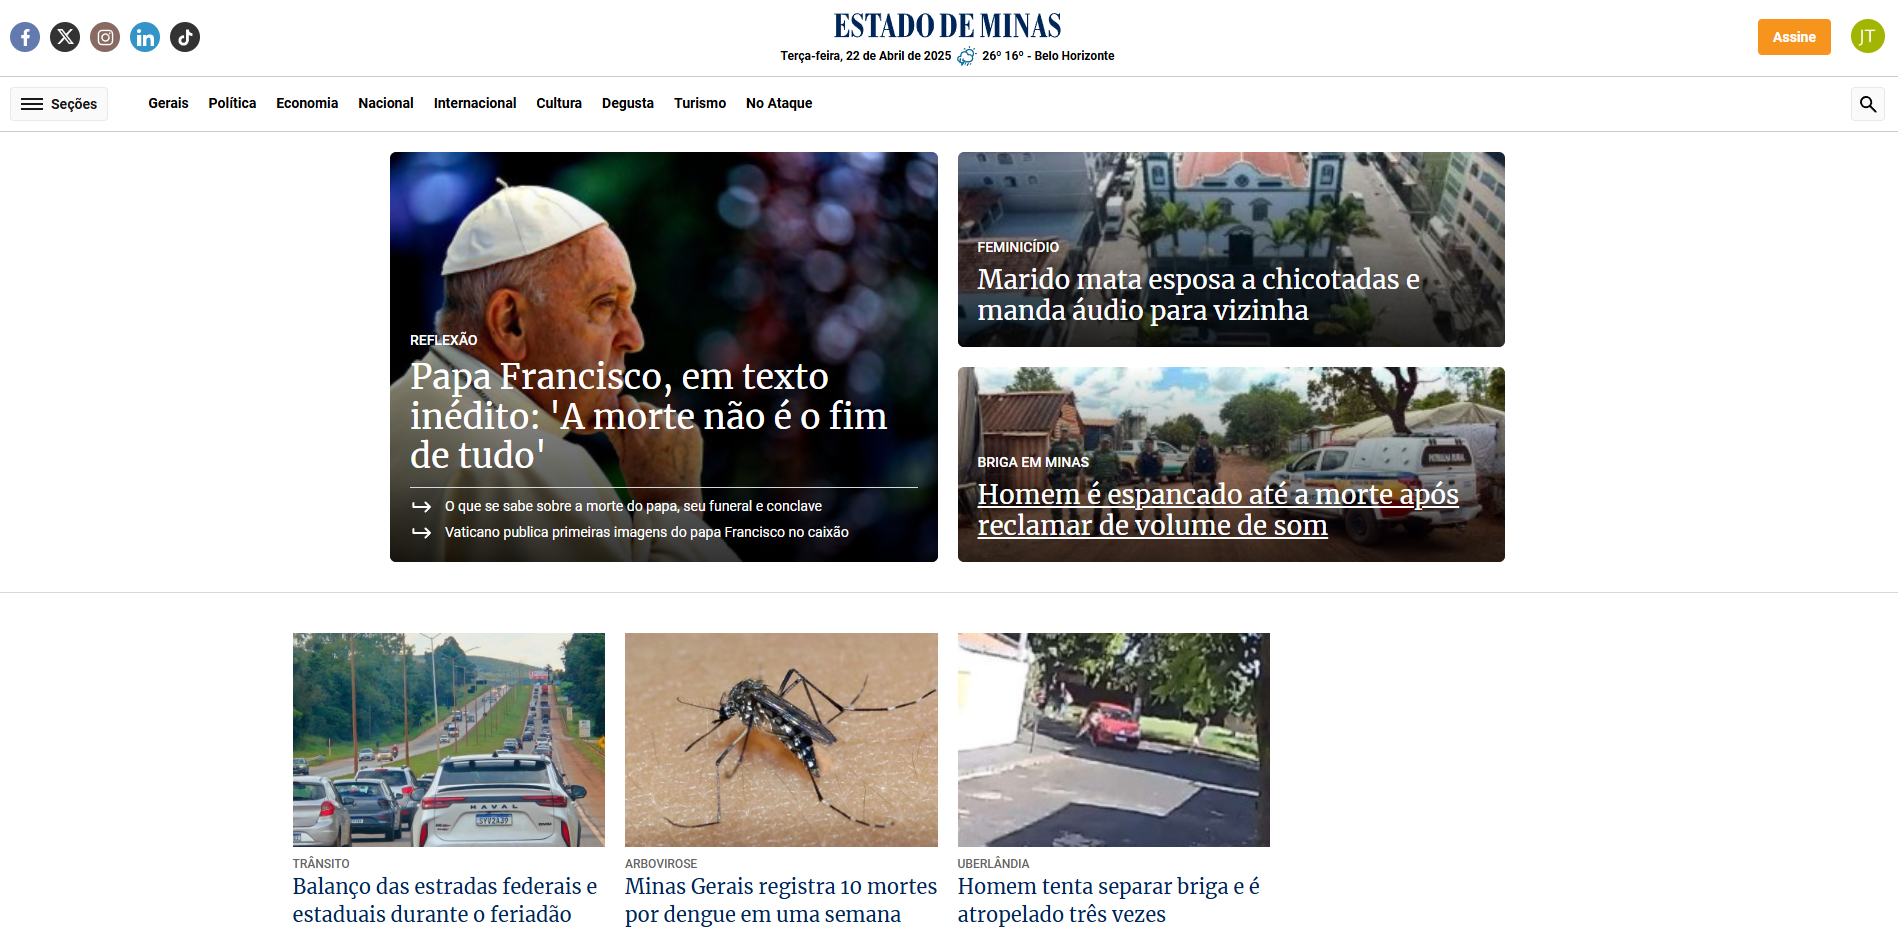 ESTADO DE MINAS
Terça-feira, 22 de Abril de 2025 26º 16º - Belo Horizonte
Assine
JT
Seções
Gerais Política Economia Nacional Internacional Cultura Degusta Turismo No Ataque
REFLEXÃO
Papa Francisco, em texto
inédito: 'A morte não é o fim
de tudo'
O que se sabe sobre a morte do papa, seu funeral e conclave
Vaticano publica primeiras imagens do papa Francisco no caixão
FEMINICÍDIO
Marido mata esposa a chicotadas e
manda áudio para vizinha
PATRULHA RURAL
BRIGA EM MINAS
Homem é espancado até a morte após
reclamar de volume de som
HAVAL
TRÂNSITO
Balanço das estradas federais e
estaduais durante o feriadão
ARBOVIROSE
Minas Gerais registra 10 mortes
por dengue em uma semana
UBERLÂNDIA
Homem tenta separar briga e é
atropelado três vezes